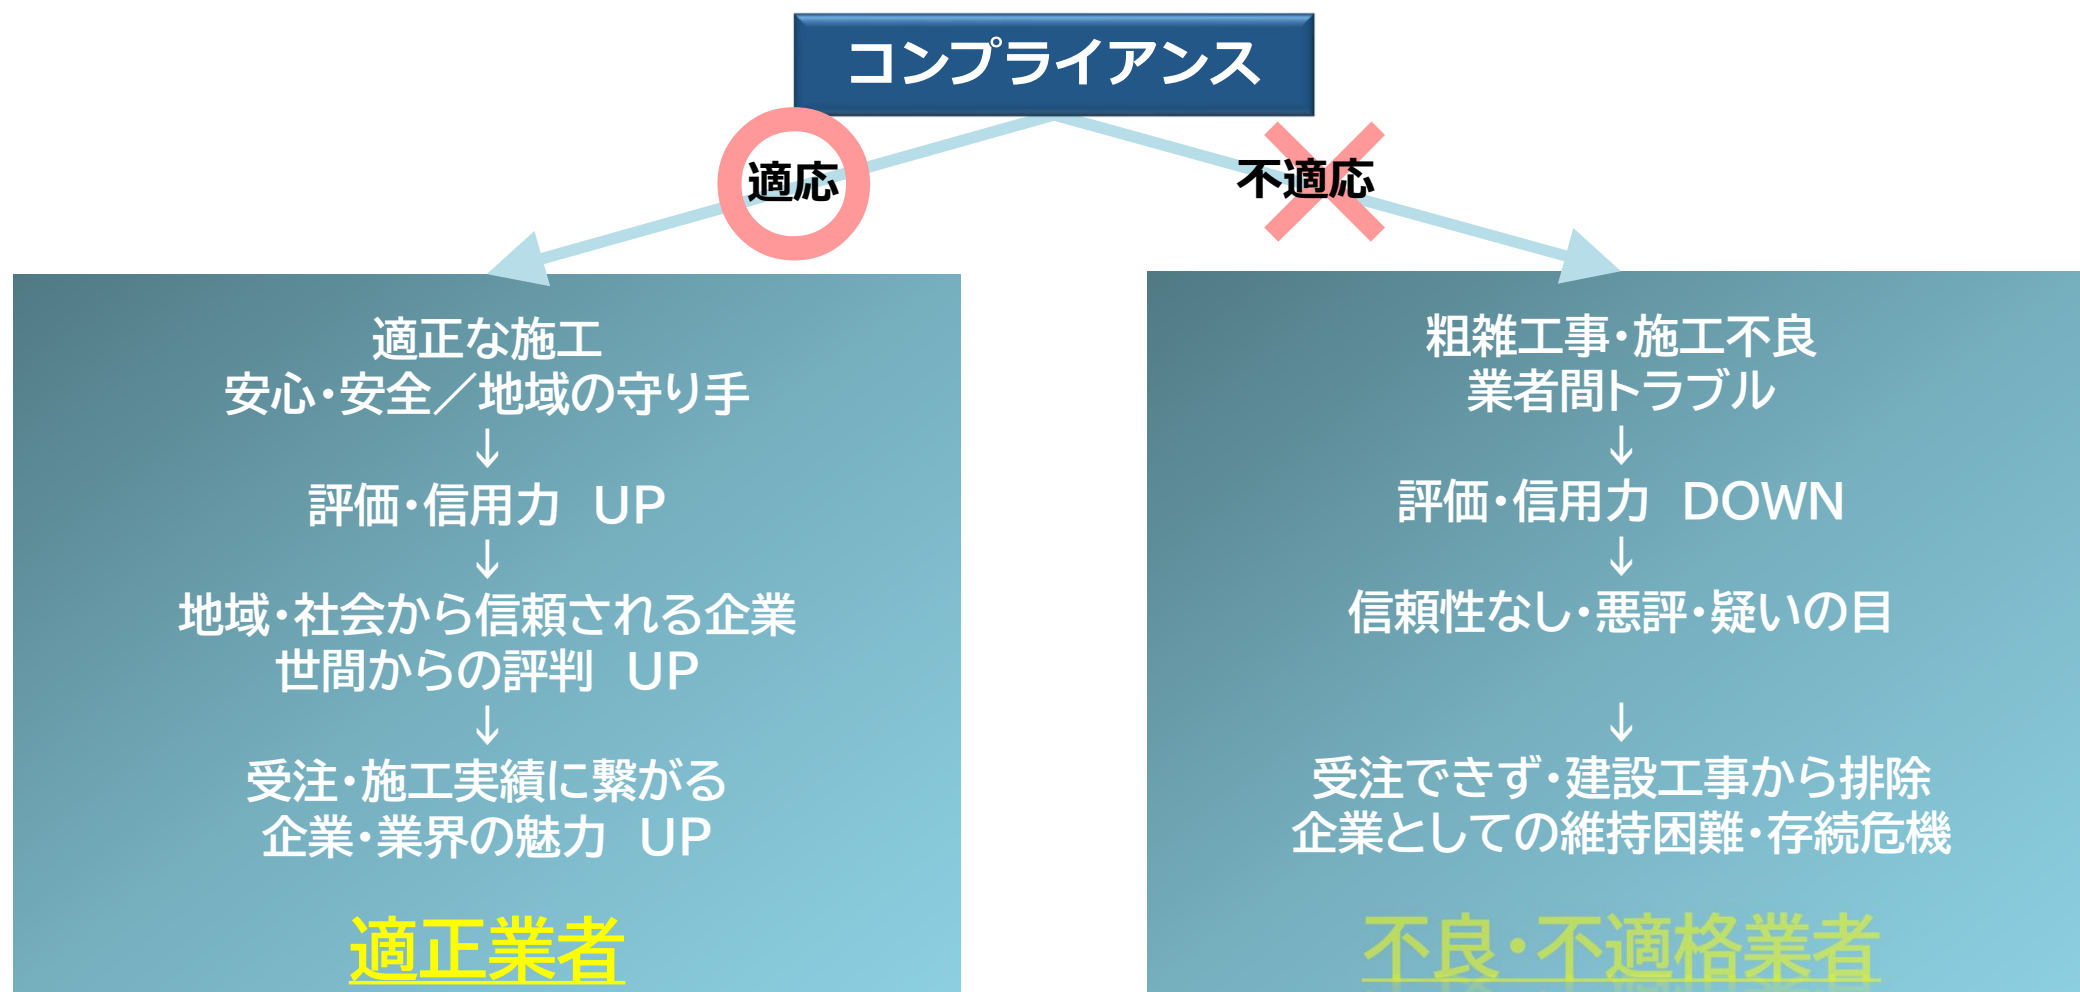 コンプライアンス
適応
不適応
適正な施工
安心・安全／地域の守り手
↓
評価・信用力　UP
↓
地域・社会から信頼される企業
世間からの評判　UP
↓
受注・施工実績に繋がる
企業・業界の魅力　UP
適正業者
粗雑工事・施工不良
業者間トラブル
↓
評価・信用力　DOWN
↓
信頼性なし・悪評・疑いの目
↓
受注できず・建設工事から排除
企業としての維持困難・存続危機
不良・不適格業者